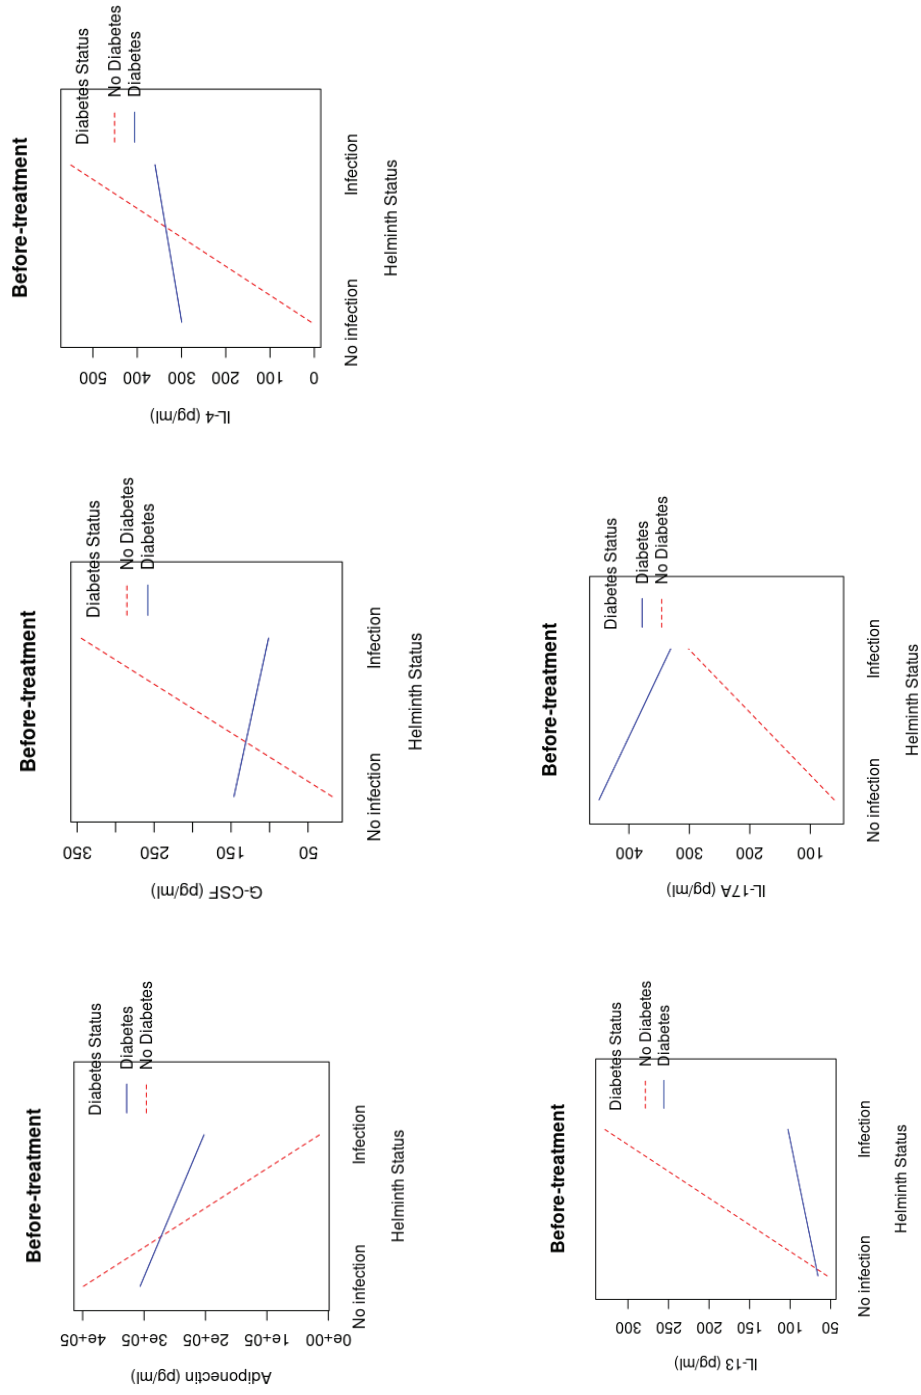 Before-treatment
Adiponectin (pg/ml)
4e+05
3e+05
2e+05
1e+05
0e+00
Diabetes Status
Diabetes
No Diabetes
No infection
Infection
Helminth Status
Before-treatment
G-CSF (pg/ml)
350
250
150
50
Diabetes Status
No Diabetes
Diabetes
No infection
Infection
Helminth Status
Before-treatment
IL-4 (pg/ml)
500
400
300
200
100
0
Diabetes Status
No Diabetes
Diabetes
No infection
Infection
Helminth Status
Before-treatment
IL-13 (pg/ml)
300
250
200
150
100
50
Diabetes Status
No Diabetes
Diabetes
No infection
Infection
Helminth Status
Before-treatment
IL-17A (pg/ml)
400
300
200
100
Diabetes Status
Diabetes
No Diabetes
No infection
Infection
Helminth Status